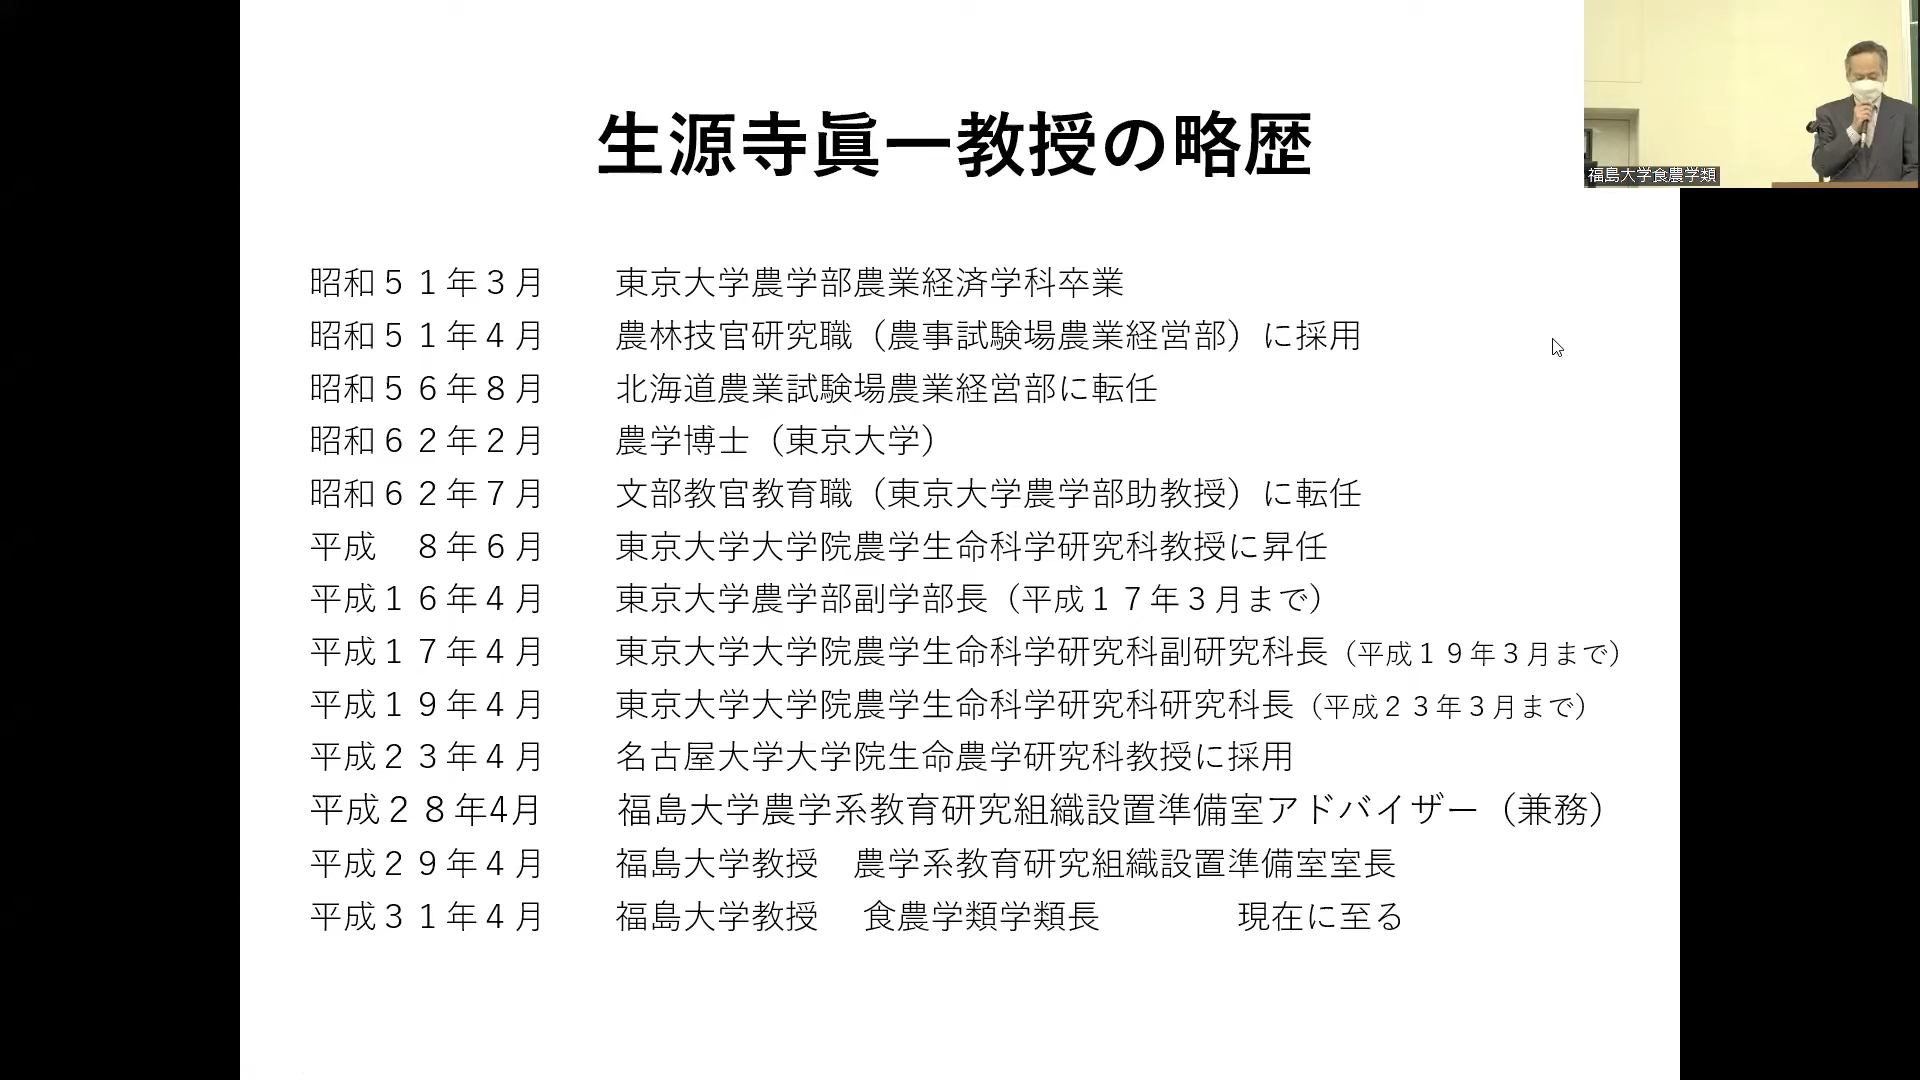 生源寺眞一教授の略歴
福島大学食農学類
昭和５１年３月　　東京大学農学部農業経済学科卒業
昭和５１年４月　　農林技官研究職（農事試験場農業経営部）に採用
昭和５６年８月　　北海道農業試験場農業経営部に転任
昭和６２年２月　　農学博士（東京大学）
昭和６２年７月　　文部教官教育職（東京大学農学部助教授）に転任
平成　８年６月　　東京大学大学院農学生命科学研究科教授に昇任
平成１６年４月　　東京大学農学部副学部長（平成１７年３月まで）
平成１７年４月　　東京大学大学院農学生命科学研究科副研究科長（平成１９年３月まで）
平成１９年４月　　東京大学大学院農学生命科学研究科研究科長（平成２３年３月まで）
平成２３年４月　　名古屋大学大学院生命農学研究科教授に採用
平成２８年4月　　福島大学農学系教育研究組織設置準備室アドバイザー（兼務）
平成２９年４月　　福島大学教授　農学系教育研究組織設置準備室室長
平成３１年４月　　福島大学教授　食農学類学類長　　　　現在に至る